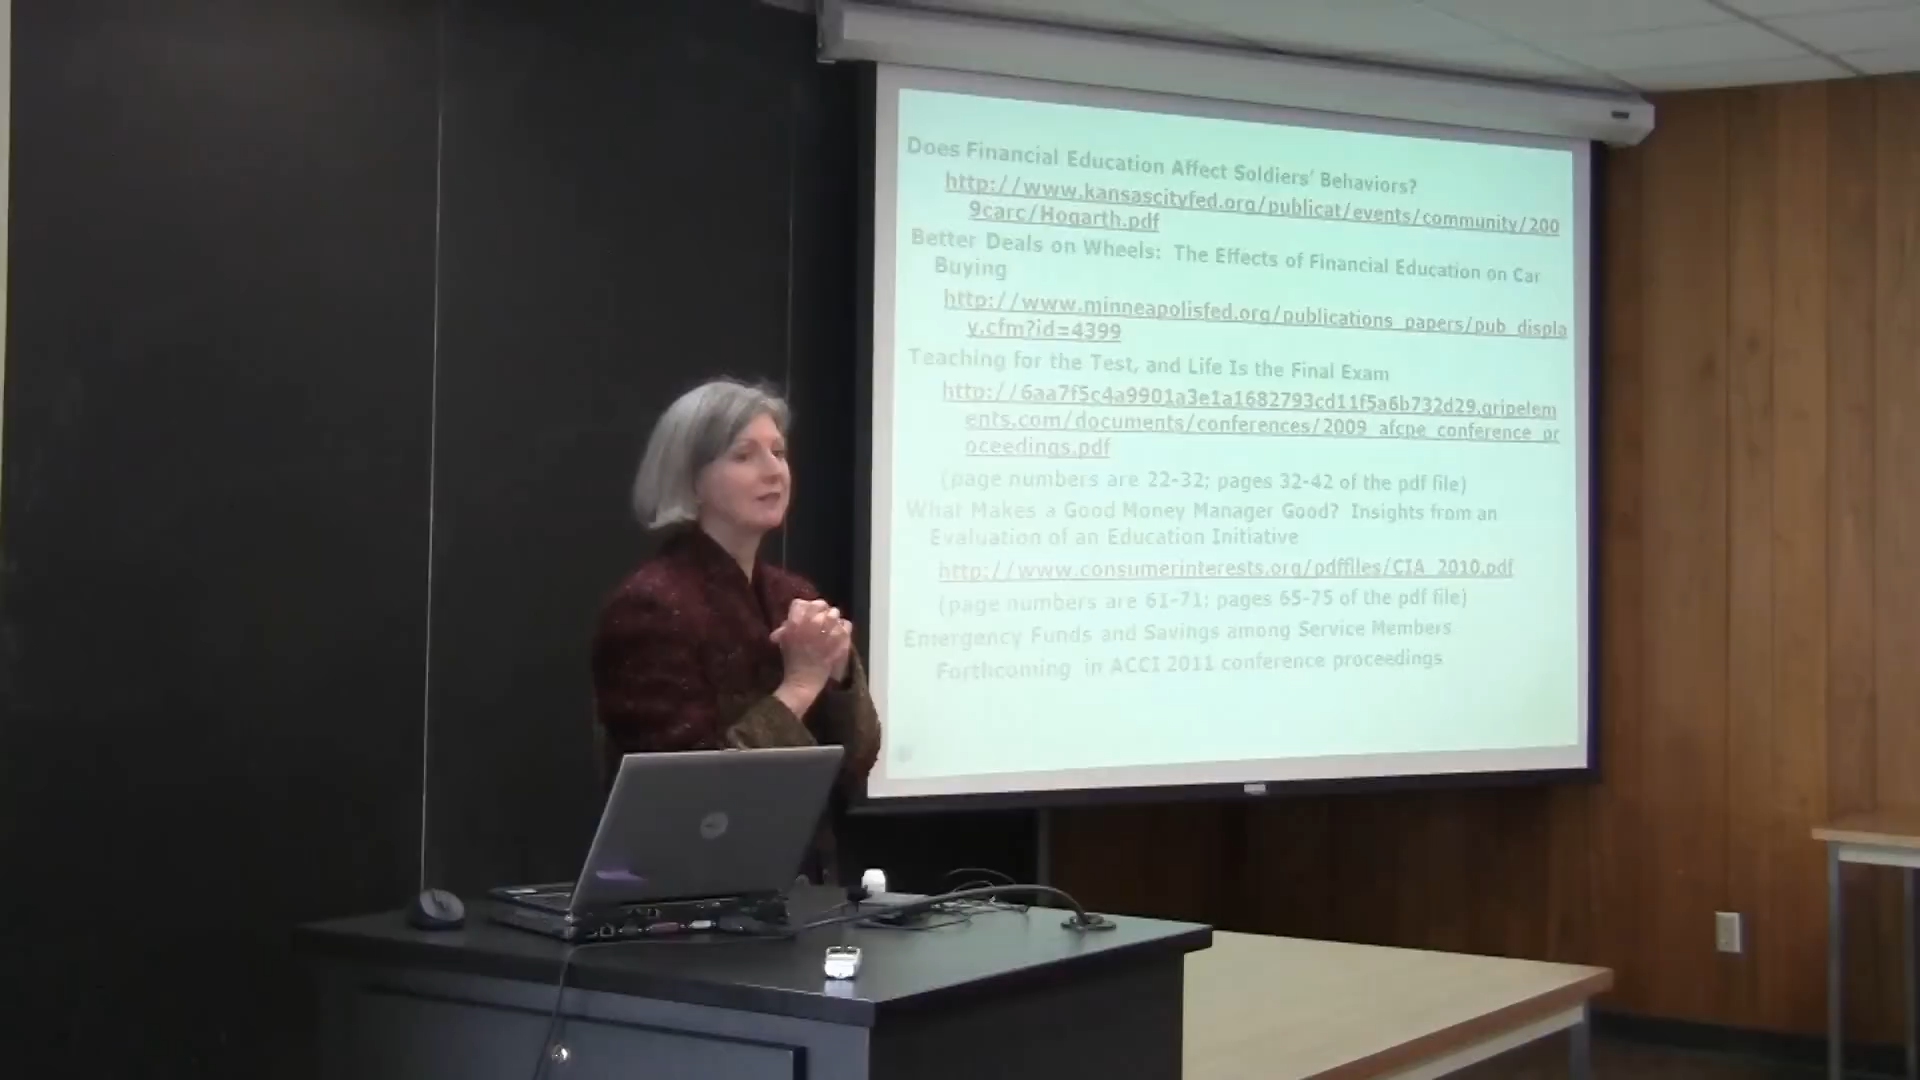 Does Financial Education Affect Soldiers' Behaviors?
http://www.kansascityfed.org/publicat/events/community/200
9carc/Hogarth.pdf
Better Deals on Wheels: The Effects of Financial Education on Car
Buying
http://www.minneapolisfed.org/publications_papers/pub_displa
y.cfm?id=4399
Teaching for the Test, and Life Is the Final Exam
http://6aa7f5c4a9901a3e1a1682793cd11f5a6b732d29.gripelem
ents.com/documents/conferences/2009_afcpe_conference_pr
oceedings.pdf
(page numbers are 22-32; pages 32-42 of the pdf file)
What Makes a Good Money Manager Good? Insights from an
Evaluation of an Education Initiative
http://www.consumerinterests.org/pdffiles/CIA_2010.pdf
(page numbers are 61-71; pages 65-75 of the pdf file)
Emergency Funds and Savings among Service Members
Forthcoming in ACCI 2011 conference proceedings